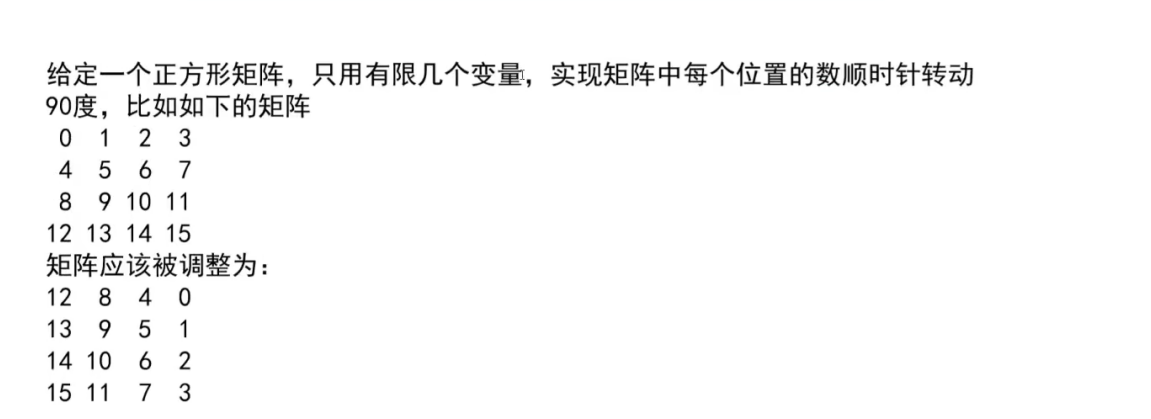 给定一个正方形矩阵，只用有限几个变量，实现矩阵中每个位置的数顺时针转动
90度，比如如下的矩阵
0 1 2 3
4 5 6 7
8 9 10 11
12 13 14 15
矩阵应该被调整为：
12 8 4 0
13 9 5 1
14 10 6 2
15 11 7 3